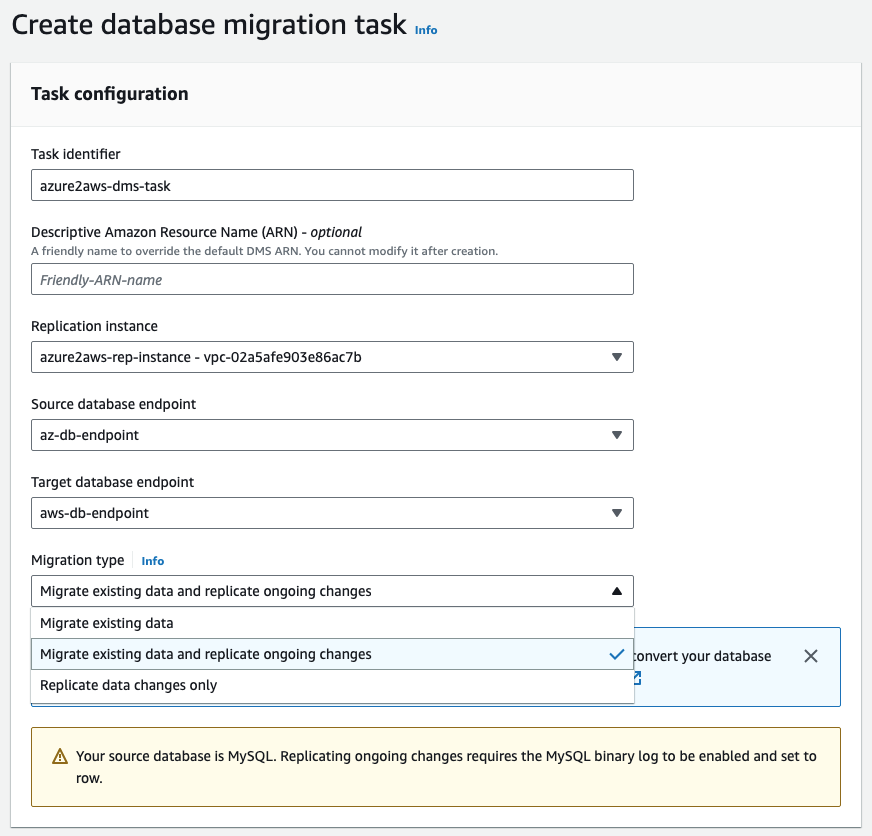 Create database migration task Info
Task configuration
Task identifier
azure2aws-dms-task
Descriptive Amazon Resource Name (ARN) - optional
A friendly name to override the default DMS ARN. You cannot modify it after creation.
Friendly-ARN-name
Replication instance
azure2aws-rep-instance - vpc-02a5afe903e86ac7b
Source database endpoint
az-db-endpoint
Target database endpoint
aws-db-endpoint
Migration type Info
Migrate existing data and replicate ongoing changes
Migrate existing data
Migrate existing data and replicate ongoing changes
convert your database
Replicate data changes only
Your source database is MySQL. Replicating ongoing changes requires the MySQL binary log to be enabled and set to
row.